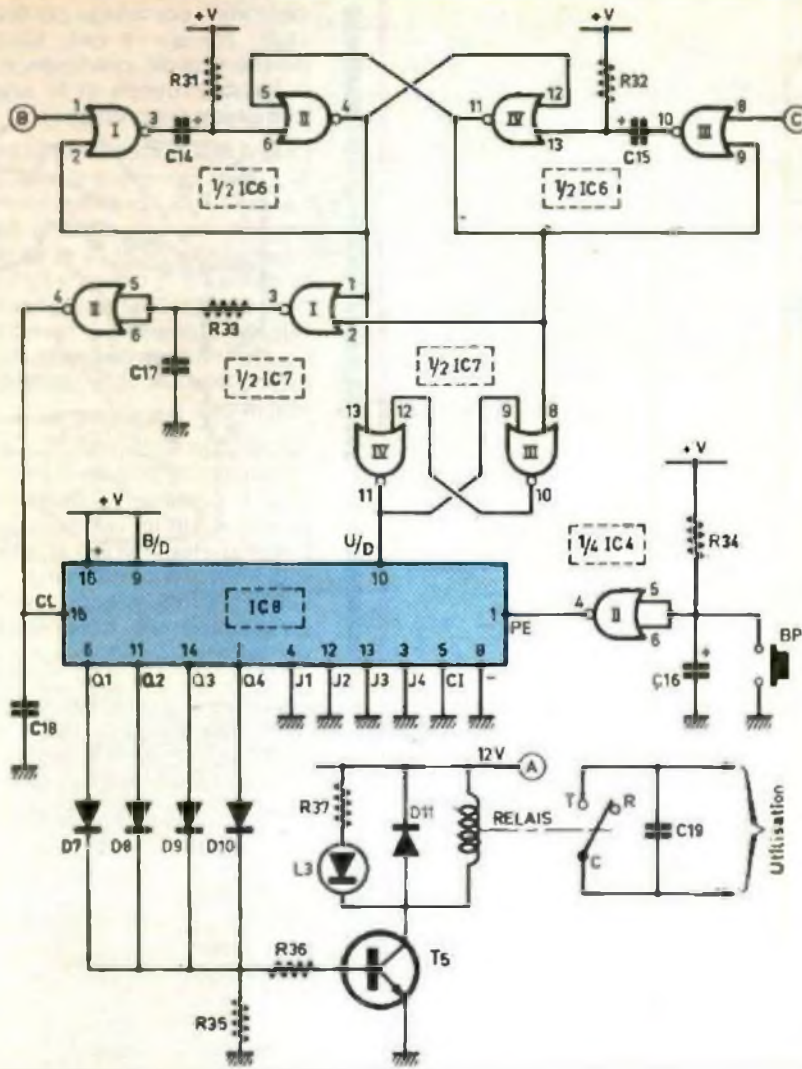 +V +V
R31 R32
5 12
B 1 I 3 II 4 11 IV 10 III 8 C
2 C14 + 6 13 + C15 9
1/2 IC6 1/2 IC6
4 II 5 3 I 1
6 R33 2
C17 1/2 IC7 1/2 IC7
13 12 9 8
IV III
+V 11 10 +V
B/D U/D 1/4 IC4 R34
+
16 9 10 4 II 5
CL 16 IC8 1 PE 6 BP
6 11 14 1 4 12 13 3 5 8 + C16
Q1 Q2 Q3 Q4 J1 J2 J3 J4 CI -
C18
12V A
R37 D11 RELAIS T R C19
D7 D8 D9 D10 L3 C Utilisation
R36 T5
R35